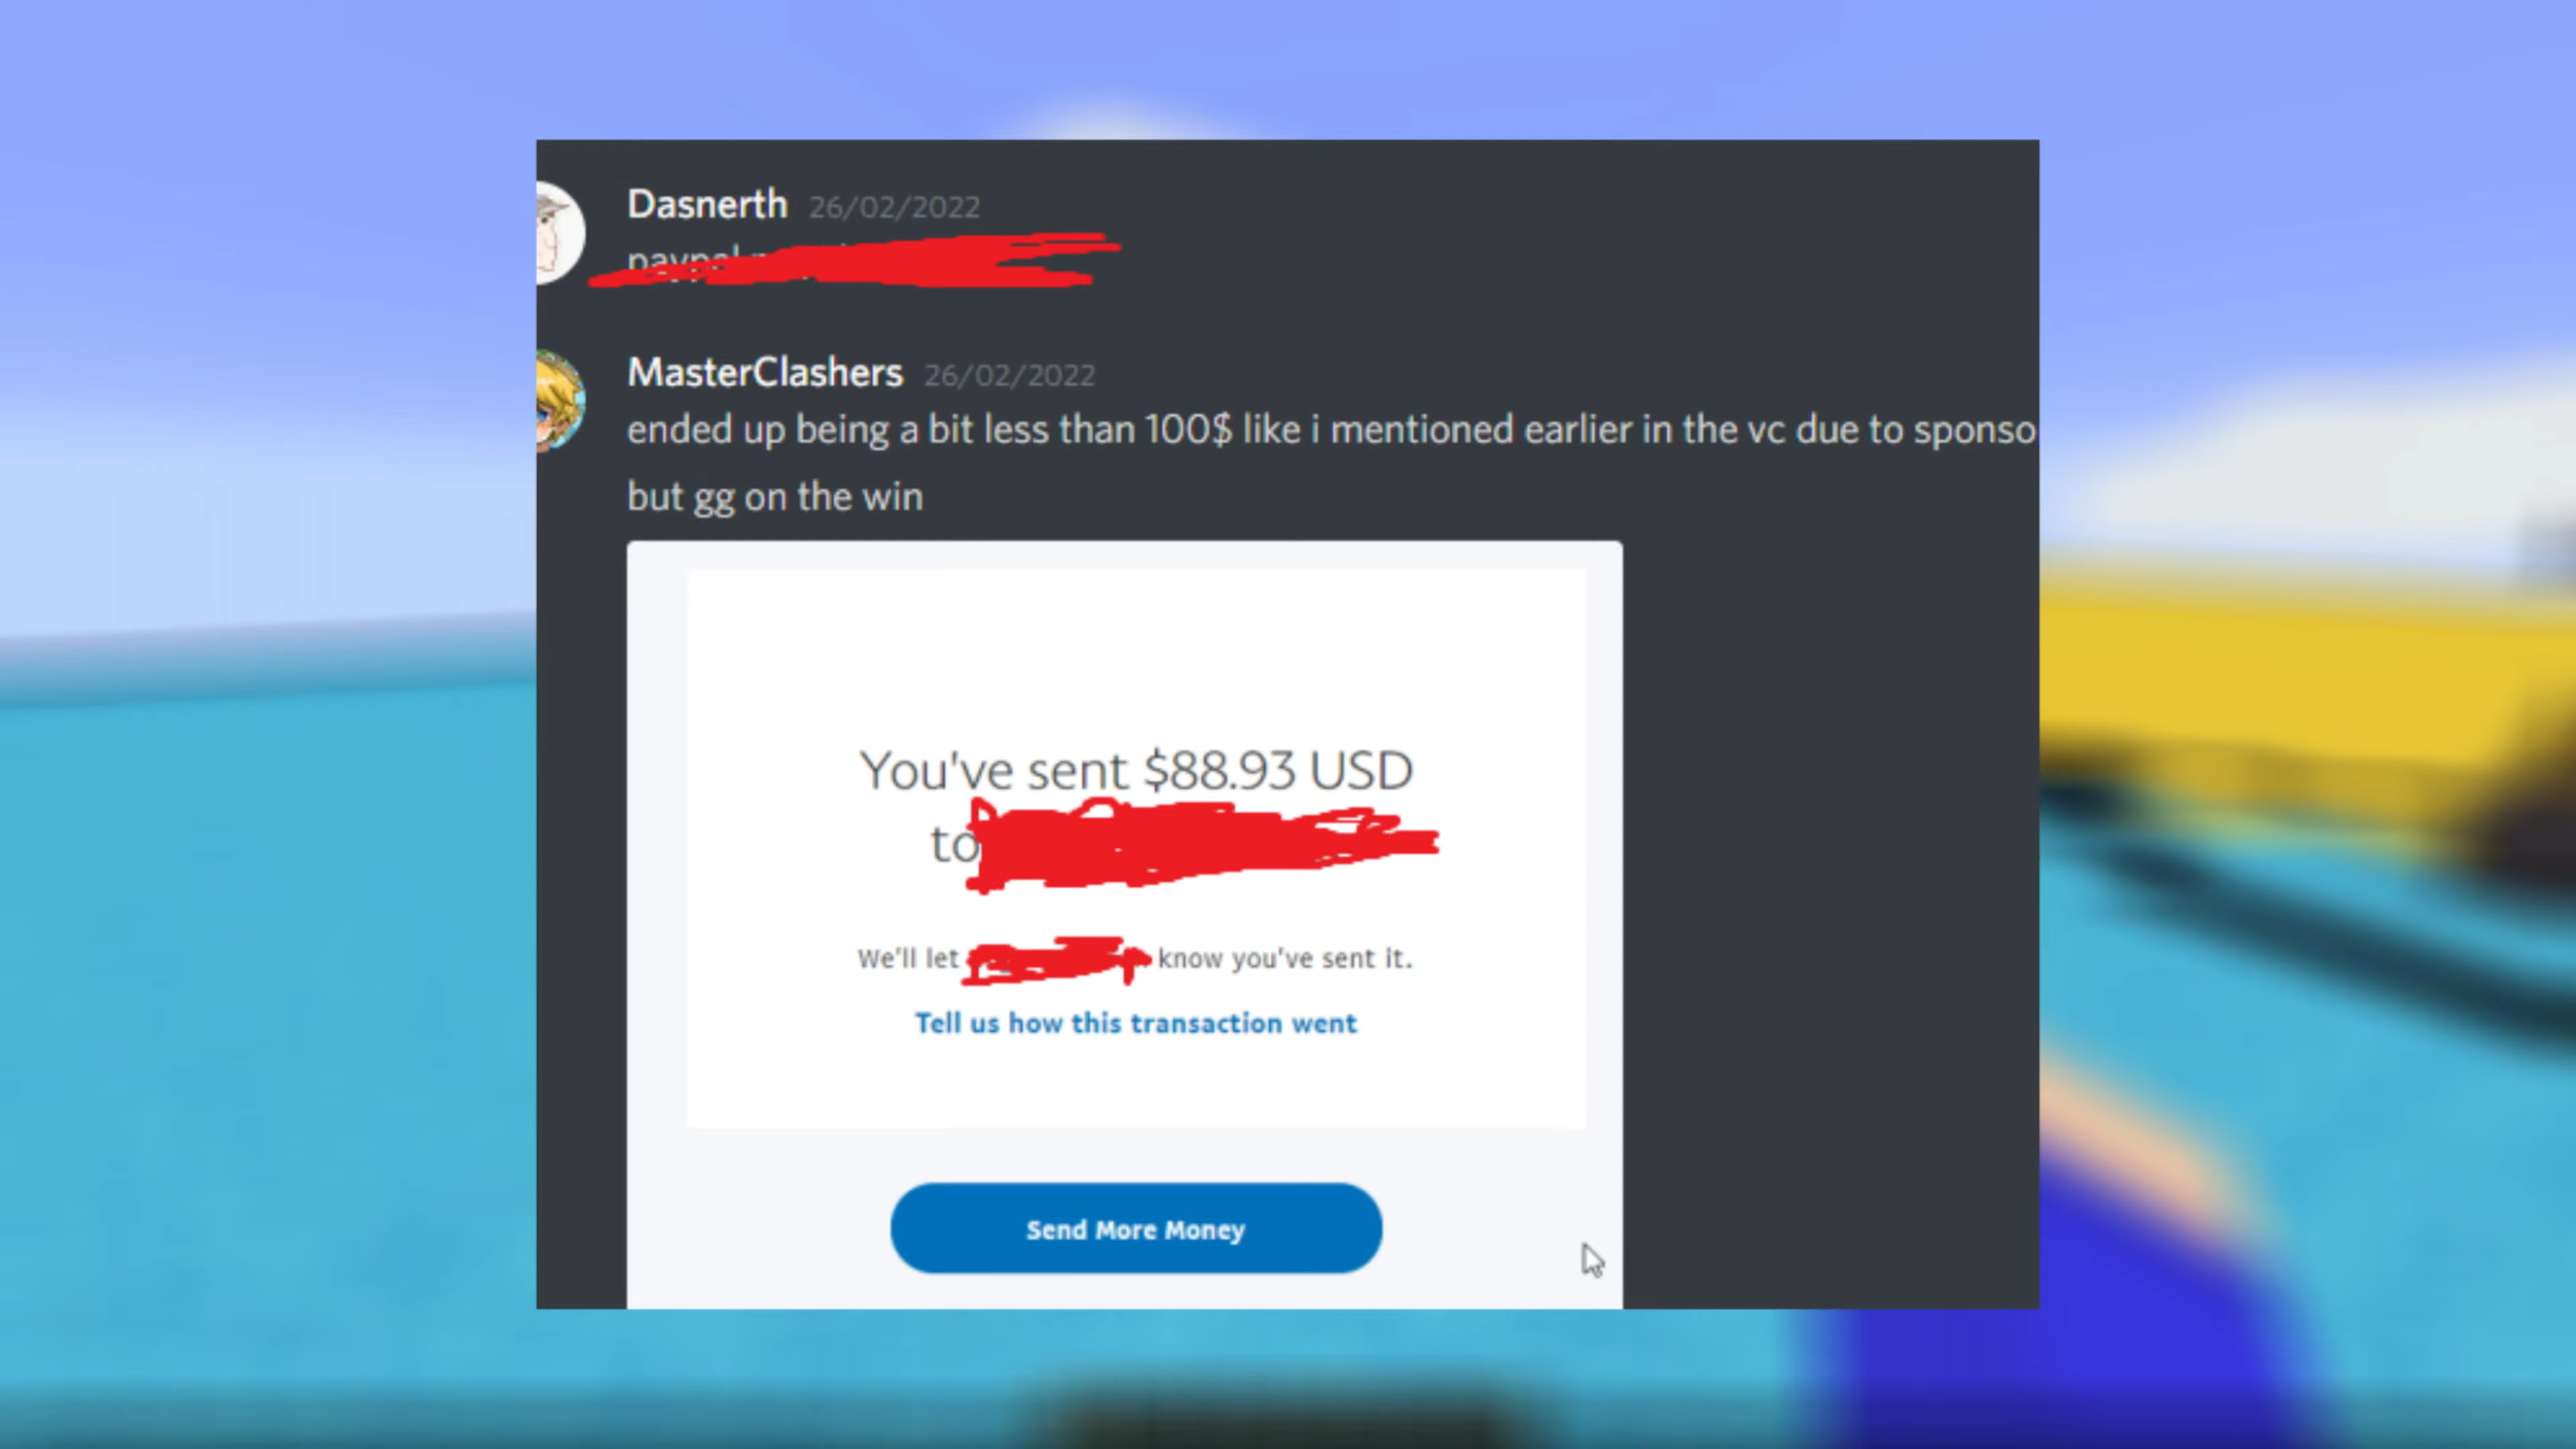 Dasnerth 26/02/2022
paypal
MasterClashers 26/02/2022
ended up being a bit less than 100$ like i mentioned earlier in the vc due to sponso
but gg on the win
You've sent $88.93 USD
to
We'll let know you've sent it.
Tell us how this transaction went
Send More Money